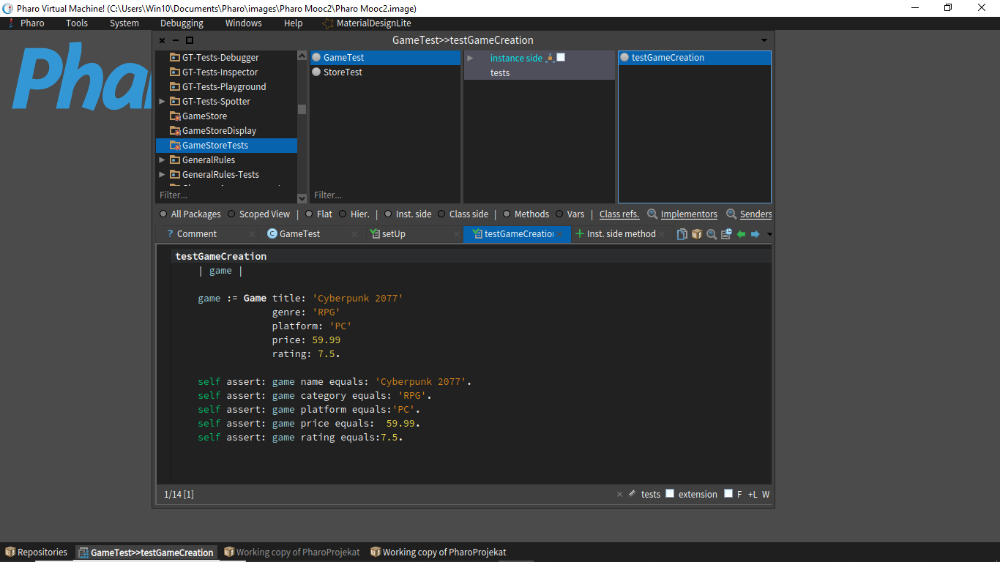 Pharo Virtual Machine! (C:\Users\Win10\Documents\Pharo\images\Pharo Mooc2\Pharo Mooc2.image)
Pharo Tools System Debugging Windows Help MaterialDesignLite
GameTest>>testGameCreation
GT-Tests-Debugger
GT-Tests-Inspector
GT-Tests-Playground
GT-Tests-Spotter
GameStore
GameStoreDisplay
GameStoreTests
GeneralRules
GeneralRules-Tests
Filter...
GameTest
StoreTest
Filter...
instance side
tests
testGameCreation
All Packages Scoped View | Flat Hier. | Inst. side Class side | Methods Vars | Class refs. Implementors Senders
? Comment GameTest setUp testGameCreation Inst. side method
testGameCreation
| game |
game := Game title: 'Cyberpunk 2077'
genre: 'RPG'
platform: 'PC'
price: 59.99
rating: 7.5.
self assert: game name equals: 'Cyberpunk 2077'.
self assert: game category equals: 'RPG'.
self assert: game platform equals:'PC'.
self assert: game price equals:  59.99.
self assert: game rating equals:7.5.
1/14 [1] tests extension F +L W
Repositories GameTest>>testGameCreation Working copy of PharoProjekat Working copy of PharoProjekat